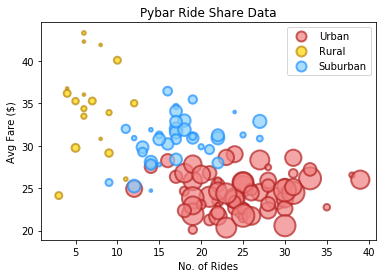 Pybar Ride Share Data
Urban
Rural
Suburban
Avg Fare ($)
45
40
35
30
25
20
5 10 15 20 25 30 35 40
No. of Rides